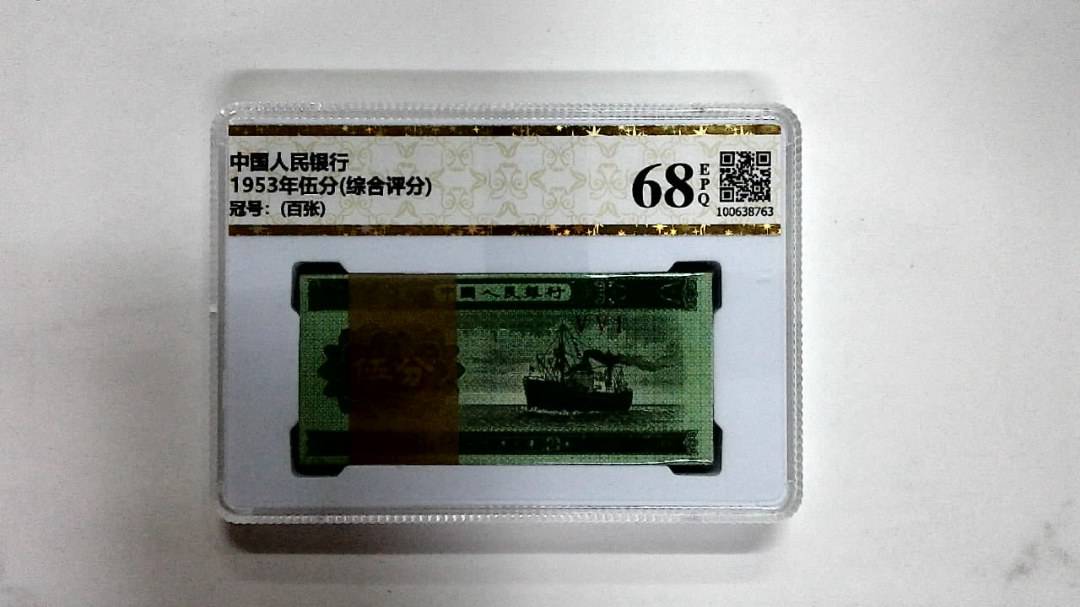 中国人民银行
1953年伍分(综合评分)
冠号：(百张)
68
EPQ
100638763
中國人民銀行
伍分
VVI